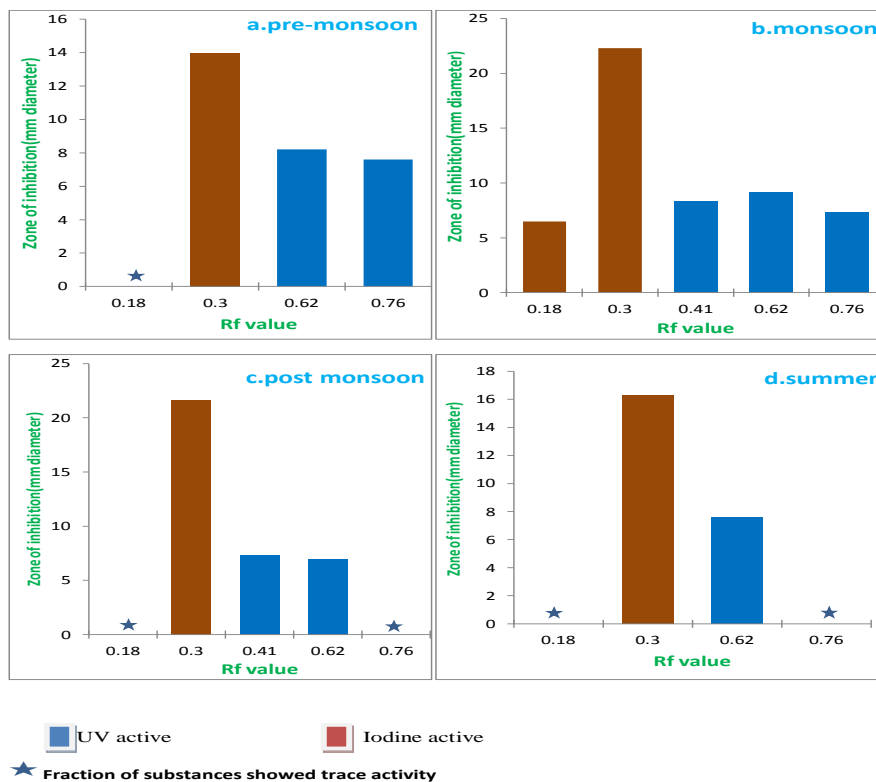 a.pre-monsoon
Zone of inhibition(mm diameter)
16
14
12
10
8
6
4
2
0
0.18 0.3 0.62 0.76
Rf value
b.monsoon
Zone of inhibition(mm diameter)
25
20
15
10
5
0
0.18 0.3 0.41 0.62 0.76
Rf value
c.post monsoon
Zone of inhibition(mm diameter)
25
20
15
10
5
0
0.18 0.3 0.41 0.62 0.76
Rf value
d.summer
Zone of inhibition(mm diameter)
18
16
14
12
10
8
6
4
2
0
0.18 0.3 0.62 0.76
Rf value
UV active Iodine active
Fraction of substances showed trace activity